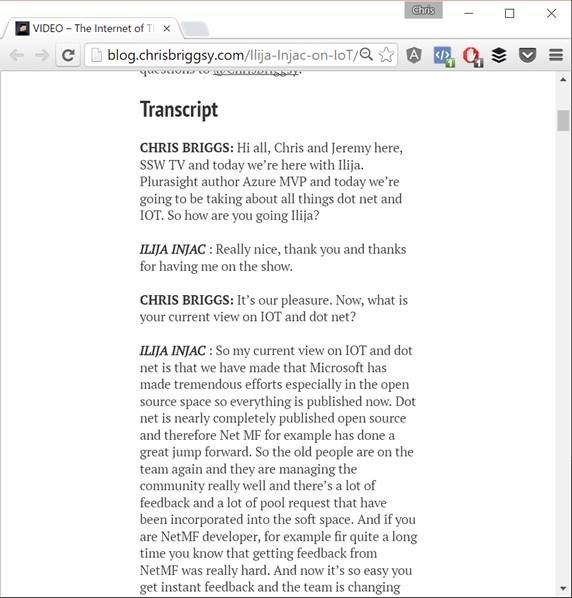 Chris
VIDEO – The Internet of T
blog.chrisbriggsy.com/Ilija-Injac-on-IoT/
questions to @ChrisBriggsy.
Transcript
CHRIS BRIGGS: Hi all, Chris and Jeremy here,
SSW TV and today we're here with Ilija.
Plurasight author Azure MVP and today we're
going to be taking about all things dot net and
IOT. So how are you going Ilija?
ILIJA INJAC : Really nice, thank you and thanks
for having me on the show.
CHRIS BRIGGS: It's our pleasure. Now, what is
your current view on IOT and dot net?
ILIJA INJAC : So my current view on IOT and dot
net is that we have made that Microsoft has
made tremendous efforts especially in the open
source space so everything is published now. Dot
net is nearly completely published open source
and therefore Net MF for example has done a
great jump forward. So the old people are on the
team again and they are managing the
community really well and there's a lot of
feedback and a lot of pool request that have
been incorporated into the soft space. And if you
are NetMF developer, for example fir quite a long
time you know that getting feedback from
NetMF was really hard. And now it's so easy you
get instant feedback and the team is changing